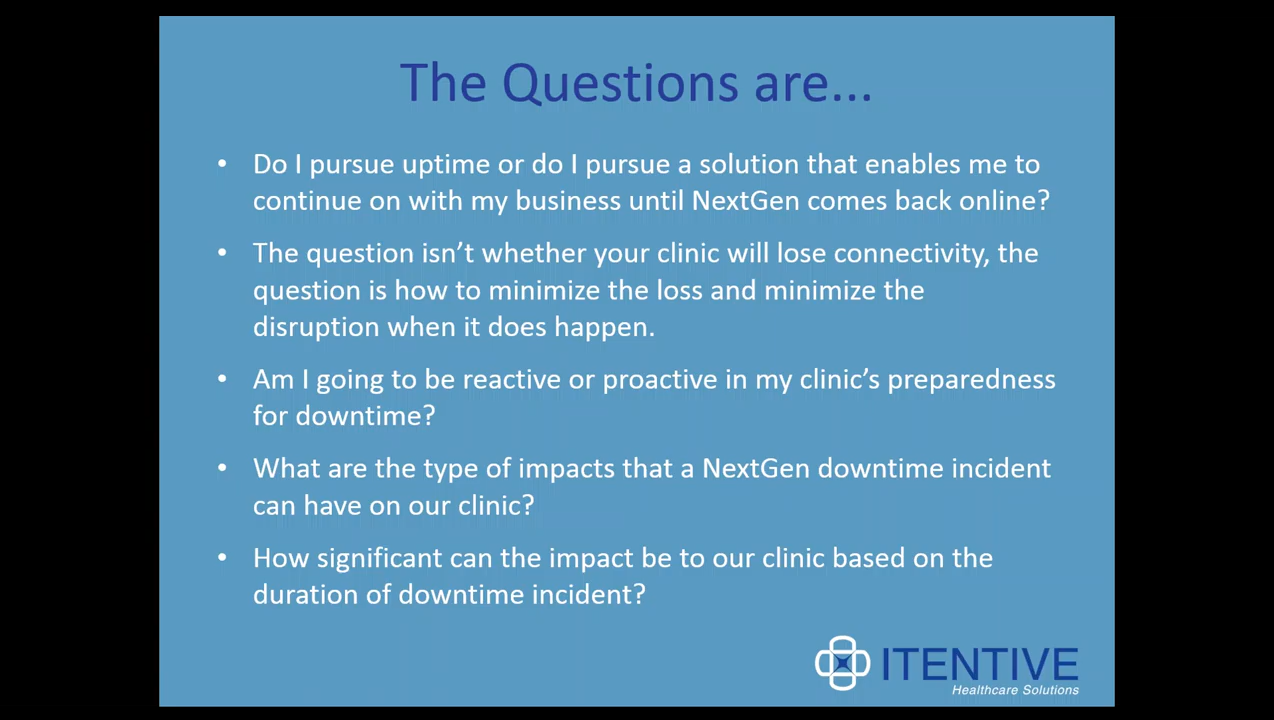 The Questions are...
• Do I pursue uptime or do I pursue a solution that enables me to
continue on with my business until NextGen comes back online?
• The question isn’t whether your clinic will lose connectivity, the
question is how to minimize the loss and minimize the
disruption when it does happen.
• Am I going to be reactive or proactive in my clinic’s preparedness
for downtime?
• What are the type of impacts that a NextGen downtime incident
can have on our clinic?
• How significant can the impact be to our clinic based on the
duration of downtime incident?
ITENTIVE
Healthcare Solutions